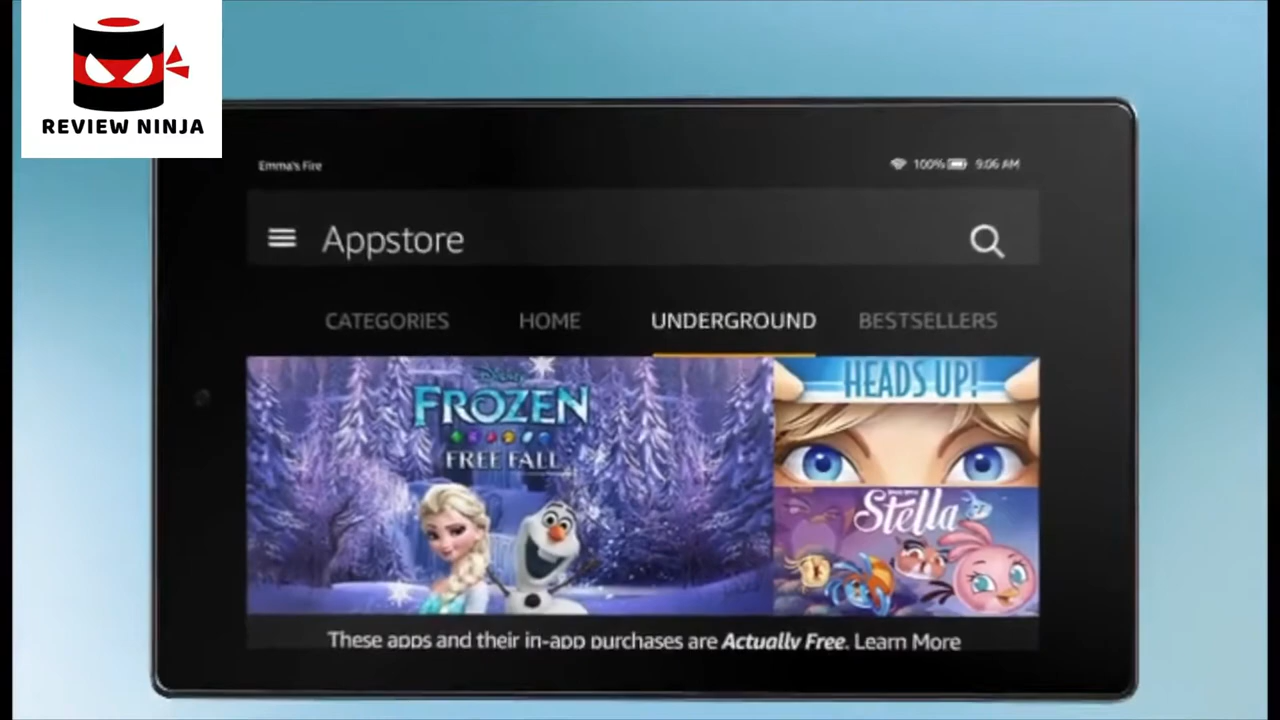 REVIEW NINJA
Emma's Fire
100% 9:06 AM
Appstore
CATEGORIES HOME UNDERGROUND BESTSELLERS
Disney
FROZEN
FREE FALL
HEADS UP!
Stella
These apps and their in-app purchases are Actually Free. Learn More